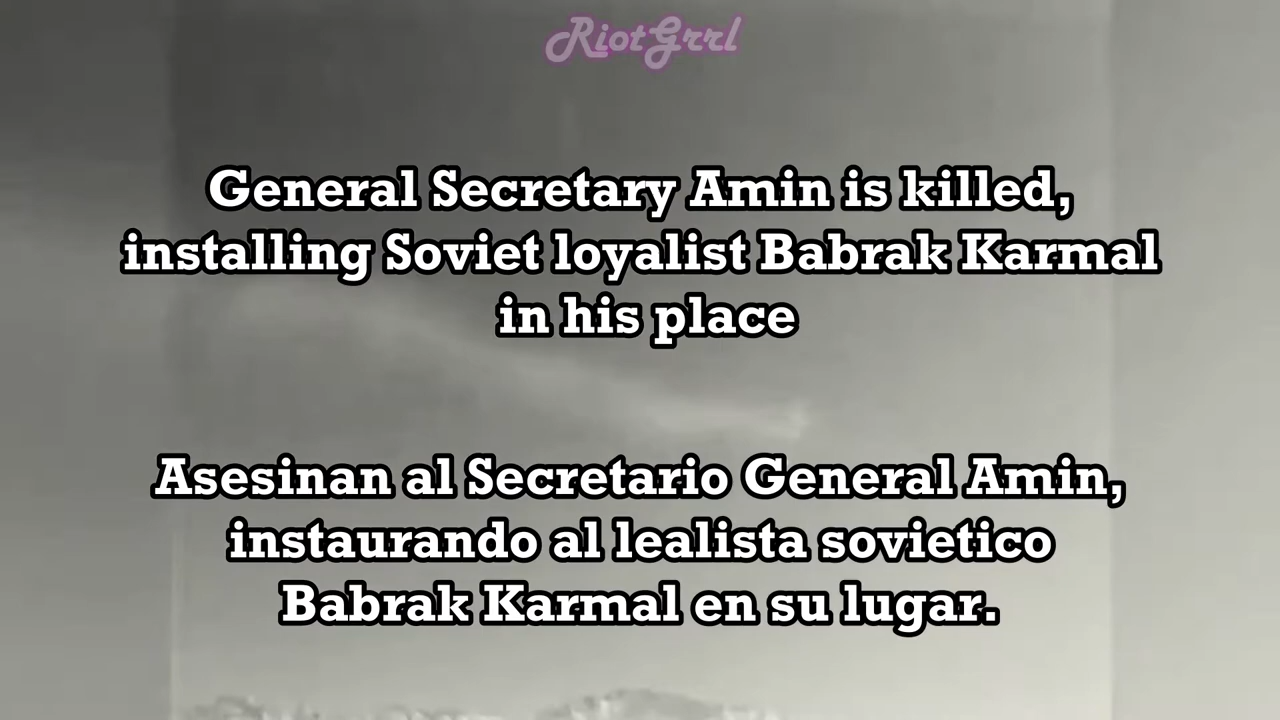 RiotGrrl
General Secretary Amin is killed,
installing Soviet loyalist Babrak Karmal
in his place
Asesinan al Secretario General Amin,
instaurando al lealista sovietico
Babrak Karmal en su lugar.